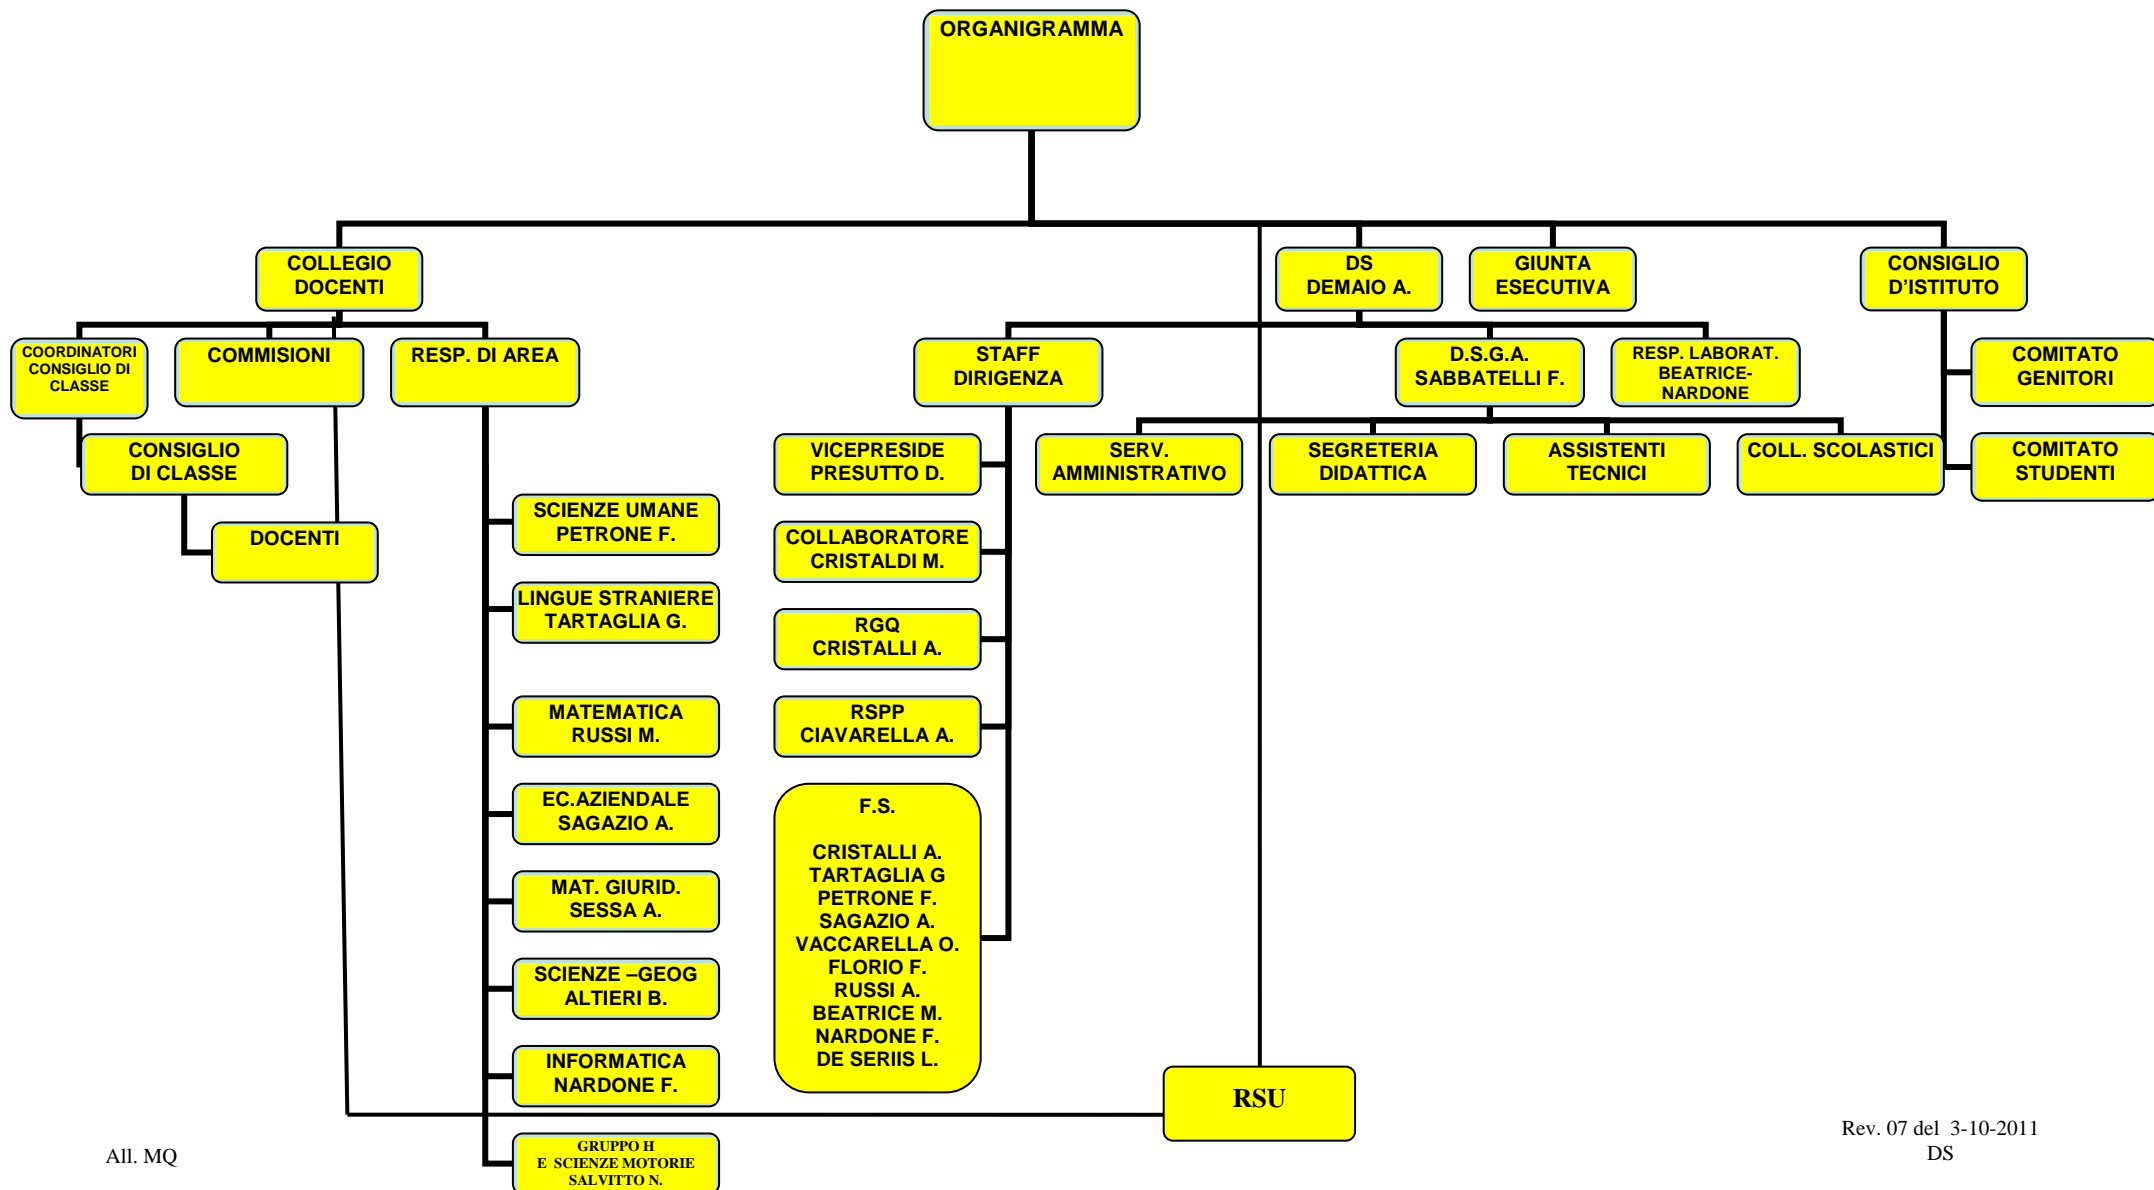 ORGANIGRAMMA
COLLEGIO
DOCENTI
DS
DEMAIO A.
GIUNTA
ESECUTIVA
CONSIGLIO
D’ISTITUTO
COORDINATORI
CONSIGLIO DI
CLASSE
COMMISIONI
RESP. DI AREA
STAFF
DIRIGENZA
D.S.G.A.
SABBATELLI F.
RESP. LABORAT.
BEATRICE-
NARDONE
COMITATO
GENITORI
CONSIGLIO
DI CLASSE
VICEPRESIDE
PRESUTTO D.
SERV.
AMMINISTRATIVO
SEGRETERIA
DIDATTICA
ASSISTENTI
TECNICI
COLL. SCOLASTICI
COMITATO
STUDENTI
DOCENTI
SCIENZE UMANE
PETRONE F.
COLLABORATORE
CRISTALDI M.
LINGUE STRANIERE
TARTAGLIA G.
RGQ
CRISTALLI A.
MATEMATICA
RUSSI M.
RSPP
CIAVARELLA A.
EC.AZIENDALE
SAGAZIO A.
MAT. GIURID.
SESSA A.
SCIENZE –GEOG
ALTIERI B.
INFORMATICA
NARDONE F.
GRUPPO H
E SCIENZE MOTORIE
SALVITTO N.
F.S.
CRISTALLI A.
TARTAGLIA G
PETRONE F.
SAGAZIO A.
VACCARELLA O.
FLORIO F.
RUSSI A.
BEATRICE M.
NARDONE F.
DE SERIIS L.
RSU
All. MQ
Rev. 07 del 3-10-2011
DS